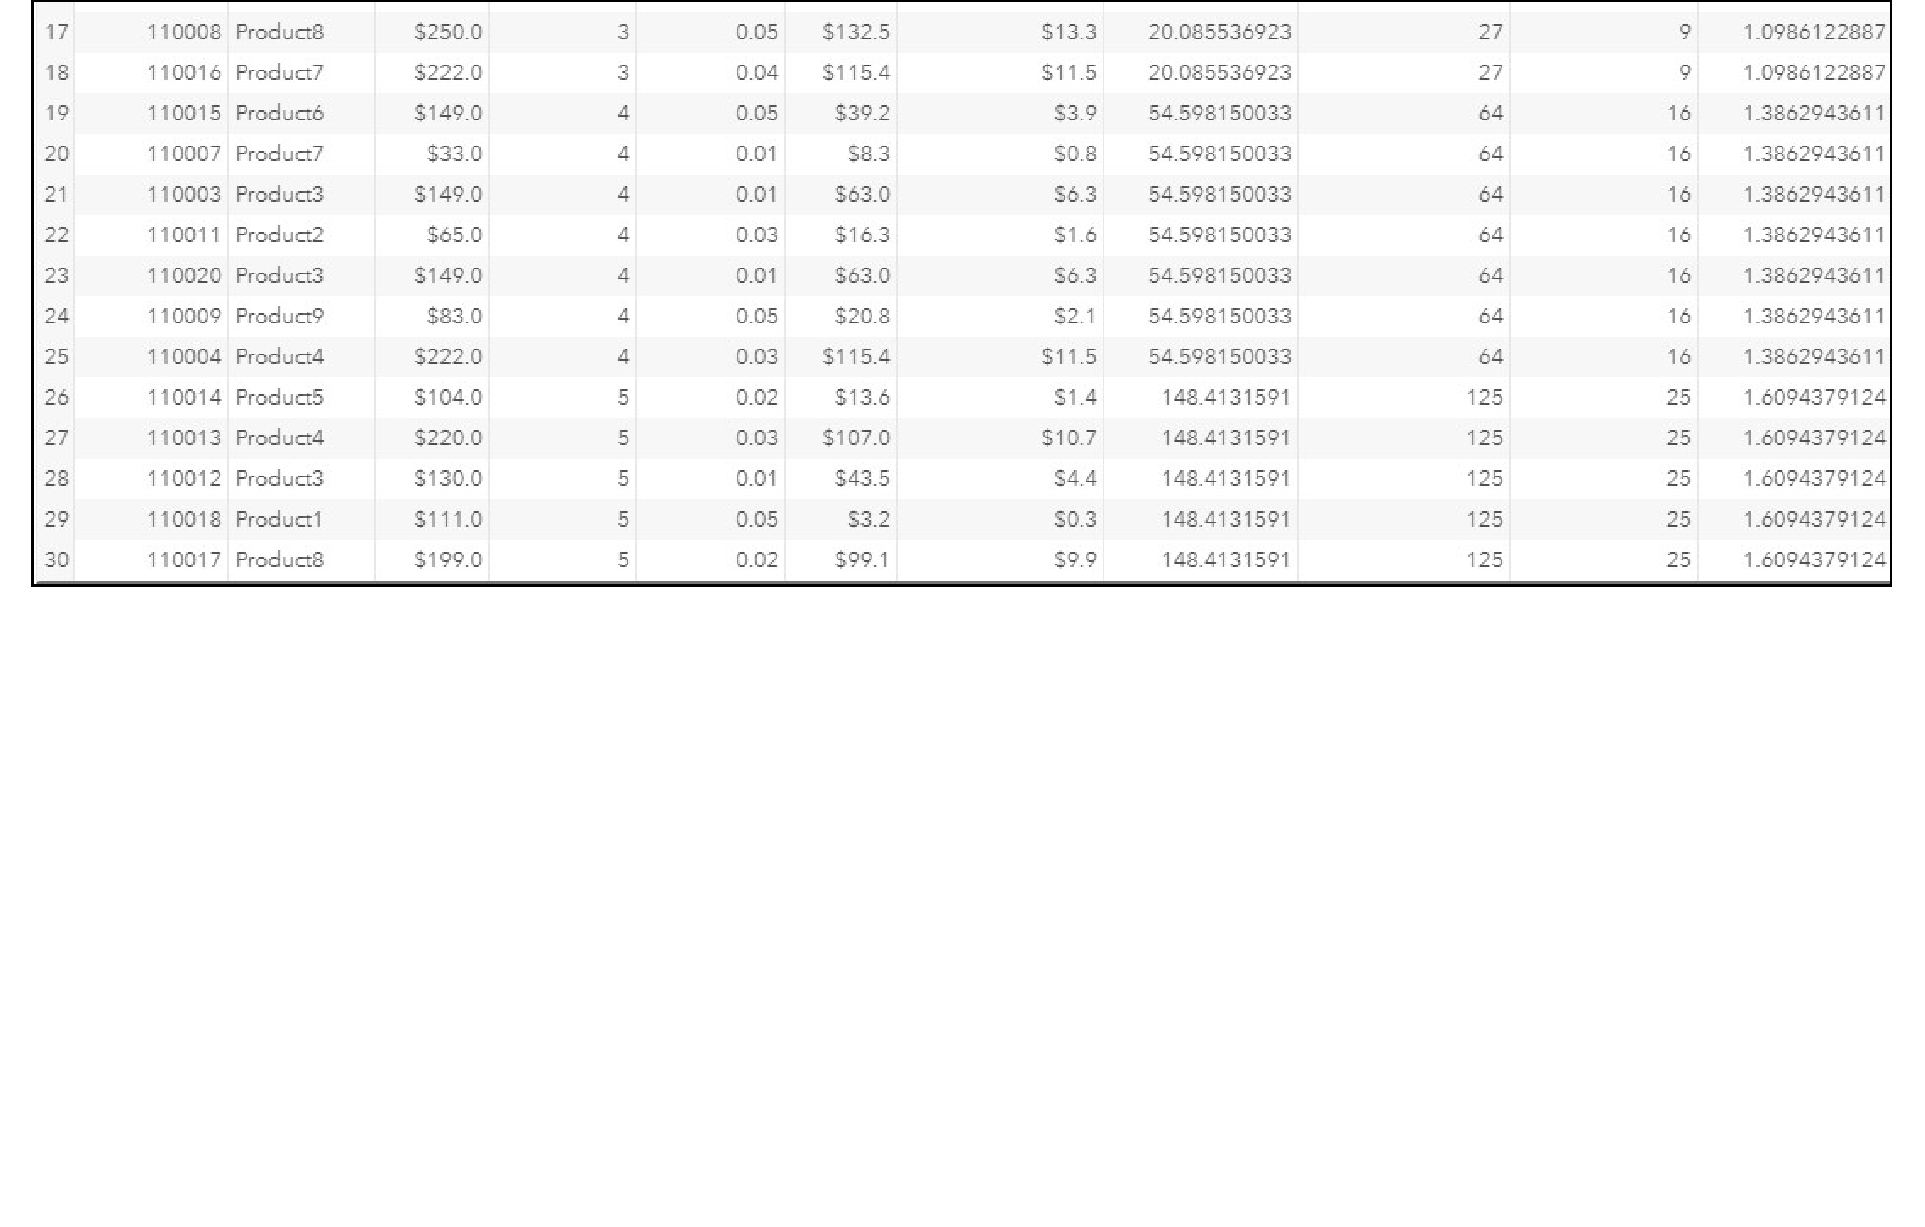 17 110008 Product8 $250.0 3 0.05 $132.5 $13.3 20.085536923 27 9 1.0986122887
18 110016 Product7 $222.0 3 0.04 $115.4 $11.5 20.085536923 27 9 1.0986122887
19 110015 Product6 $149.0 4 0.05 $39.2 $3.9 54.598150033 64 16 1.3862943611
20 110007 Product7 $33.0 4 0.01 $8.3 $0.8 54.598150033 64 16 1.3862943611
21 110003 Product3 $149.0 4 0.01 $63.0 $6.3 54.598150033 64 16 1.3862943611
22 110011 Product2 $65.0 4 0.03 $16.3 $1.6 54.598150033 64 16 1.3862943611
23 110020 Product3 $149.0 4 0.01 $63.0 $6.3 54.598150033 64 16 1.3862943611
24 110009 Product9 $83.0 4 0.05 $20.8 $2.1 54.598150033 64 16 1.3862943611
25 110004 Product4 $222.0 4 0.03 $115.4 $11.5 54.598150033 64 16 1.3862943611
26 110014 Product5 $104.0 5 0.02 $13.6 $1.4 148.4131591 125 25 1.6094379124
27 110013 Product4 $220.0 5 0.03 $107.0 $10.7 148.4131591 125 25 1.6094379124
28 110012 Product3 $130.0 5 0.01 $43.5 $4.4 148.4131591 125 25 1.6094379124
29 110018 Product1 $111.0 5 0.05 $3.2 $0.3 148.4131591 125 25 1.6094379124
30 110017 Product8 $199.0 5 0.02 $99.1 $9.9 148.4131591 125 25 1.6094379124